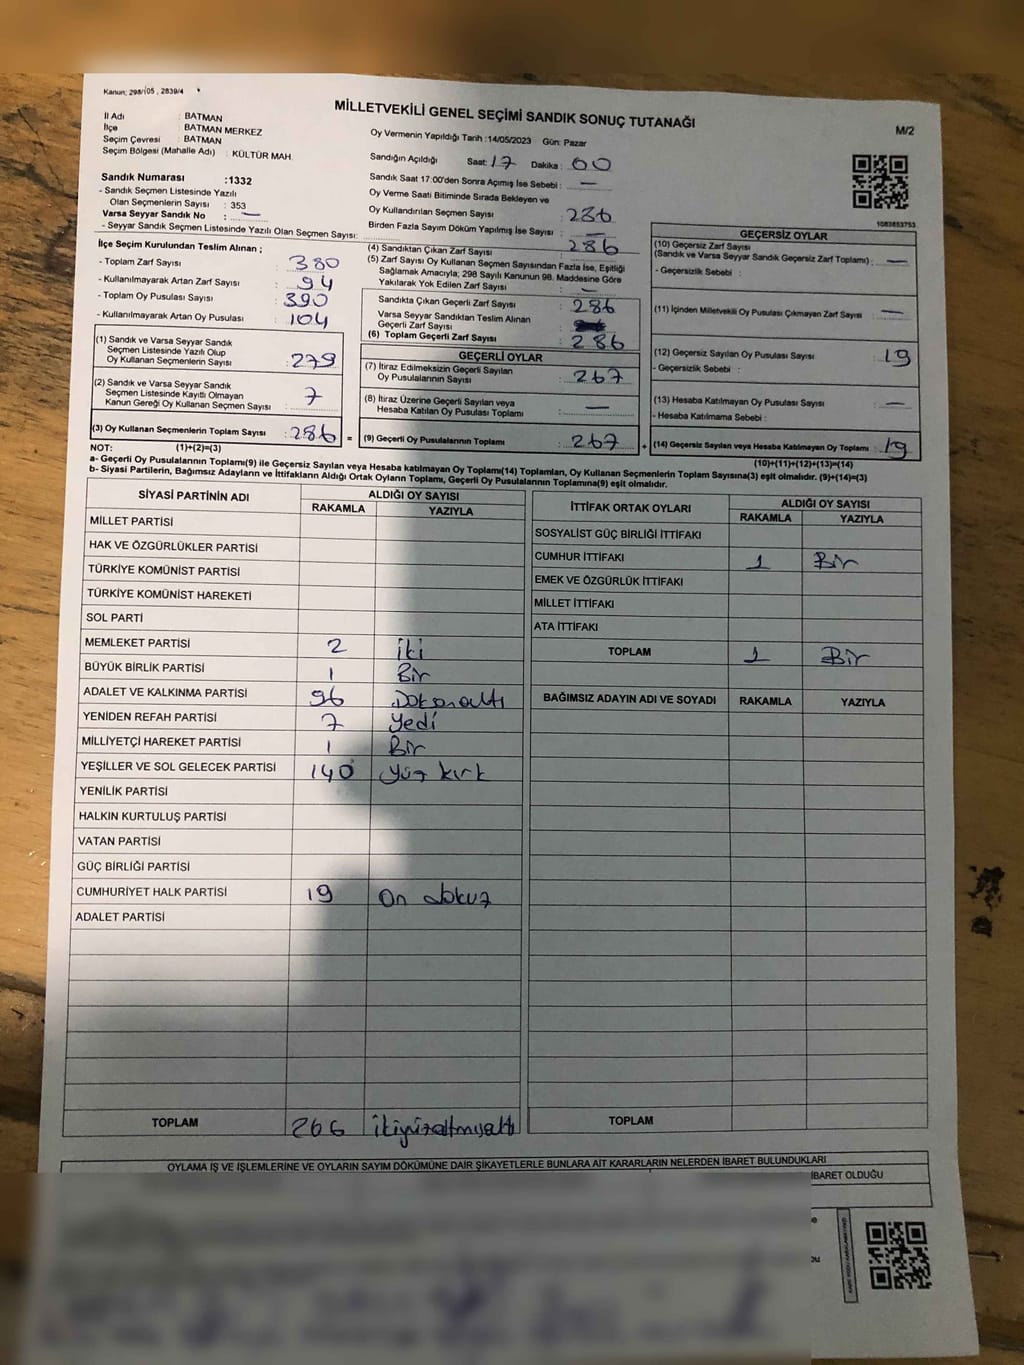 Kanun; 298/105 , 2839/4
MİLLETVEKİLİ GENEL SEÇİMİ SANDIK SONUÇ TUTANAĞI
M/2
İl Adı : BATMAN
İlçe : BATMAN MERKEZ
Seçim Çevresi : BATMAN
Seçim Bölgesi (Mahalle Adı) : KÜLTÜR MAH.
Oy Vermenin Yapıldığı Tarih :14/05/2023 Gün: Pazar
Sandığın Açıldığı Saat: 17 Dakika : 00
Sandık Numarası :1332
- Sandık Seçmen Listesinde Yazılı
Olan Seçmenlerin Sayısı : 353
Varsa Seyyar Sandık No : —
- Seyyar Sandık Seçmen Listesinde Yazılı Olan Seçmen Sayısı:
Sandık Saat 17:00'den Sonra Açılmış İse Sebebi : —
Oy Verme Saati Bitiminde Sırada Bekleyen ve
Oy Kullandırılan Seçmen Sayısı : 286
Birden Fazla Sayım Döküm Yapılmış İse Sayısı : —
1083853753
İlçe Seçim Kurulundan Teslim Alınan ;
- Toplam Zarf Sayısı : 380
- Kullanılmayarak Artan Zarf Sayısı : 94
- Toplam Oy Pusulası Sayısı : 390
- Kullanılmayarak Artan Oy Pusulası : 104
(1) Sandık ve Varsa Seyyar Sandık
Seçmen Listesinde Yazılı Olup
Oy Kullanan Seçmenlerin Sayısı : 279
(2) Sandık ve Varsa Seyyar Sandık
Seçmen Listesinde Kayıtlı Olmayan
Kanun Gereği Oy Kullanan Seçmen Sayısı : 7
(3) Oy Kullanan Seçmenlerin Toplam Sayısı : 286 =
(4) Sandıktan Çıkan Zarf Sayısı : 286
(5) Zarf Sayısı Oy Kullanan Seçmen Sayısından Fazla İse, Eşitliği
Sağlamak Amacıyla; 298 Sayılı Kanunun 98. Maddesine Göre
Yakılarak Yok Edilen Zarf Sayısı : —
Sandıkta Çıkan Geçerli Zarf Sayısı : 286
Varsa Seyyar Sandıktan Teslim Alınan
Geçerli Zarf Sayısı :
(6) Toplam Geçerli Zarf Sayısı : 286
GEÇERLİ OYLAR
(7) İtiraz Edilmeksizin Geçerli Sayılan
Oy Pusulalarının Sayısı : 267
(8) İtiraz Üzerine Geçerli Sayılan veya
Hesaba Katılan Oy Pusulası Toplamı : —
(9) Geçerli Oy Pusulalarının Toplamı : 267 +
GEÇERSİZ OYLAR
(10) Geçersiz Zarf Sayısı
(Sandık ve Varsa Seyyar Sandık Geçersiz Zarf Toplamı) : —
- Geçersizlik Sebebi :
(11) İçinden Milletvekili Oy Pusulası Çıkmayan Zarf Sayısı : —
(12) Geçersiz Sayılan Oy Pusulası Sayısı : 19
- Geçersizlik Sebebi :
(13) Hesaba Katılmayan Oy Pusulası Sayısı : —
- Hesaba Katılmama Sebebi :
(14) Geçersiz Sayılan veya Hesaba Katılmayan Oy Toplamı : 19
NOT: (1)+(2)=(3)
(10)+(11)+(12)+(13)=(14)
a- Geçerli Oy Pusulalarının Toplamı(9) ile Geçersiz Sayılan veya Hesaba katılmayan Oy Toplamı(14) Toplamları, Oy Kullanan Seçmenlerin Toplam Sayısına(3) eşit olmalıdır. (9)+(14)=(3)
b- Siyasi Partilerin, Bağımsız Adayların ve İttifakların Aldığı Ortak Oyların Toplamı, Geçerli Oy Pusulalarının Toplamına(9) eşit olmalıdır.
SİYASİ PARTİNİN ADI ALDIĞI OY SAYISI
RAKAMLA YAZIYLA
MİLLET PARTİSİ
HAK VE ÖZGÜRLÜKLER PARTİSİ
TÜRKİYE KOMÜNİST PARTİSİ
TÜRKİYE KOMÜNİST HAREKETİ
SOL PARTİ
MEMLEKET PARTİSİ 2 iki
BÜYÜK BİRLİK PARTİSİ 1 Bir
ADALET VE KALKINMA PARTİSİ 96 Doksanaltı
YENİDEN REFAH PARTİSİ 7 Yedi
MİLLİYETÇİ HAREKET PARTİSİ 1 Bir
YEŞİLLER VE SOL GELECEK PARTİSİ 140 Yüz kırk
YENİLİK PARTİSİ
HALKIN KURTULUŞ PARTİSİ
VATAN PARTİSİ
GÜÇ BİRLİĞİ PARTİSİ
CUMHURİYET HALK PARTİSİ 19 On dokuz
ADALET PARTİSİ
TOPLAM 266 ikiyüzaltmışaltı
İTTİFAK ORTAK OYLARI ALDIĞI OY SAYISI
RAKAMLA YAZIYLA
SOSYALİST GÜÇ BİRLİĞİ İTTİFAKI
CUMHUR İTTİFAKI 1 Bir
EMEK VE ÖZGÜRLÜK İTTİFAKI
MİLLET İTTİFAKI
ATA İTTİFAKI
TOPLAM 1 Bir
BAĞIMSIZ ADAYIN ADI VE SOYADI RAKAMLA YAZIYLA
TOPLAM
OYLAMA İŞ VE İŞLEMLERİNE VE OYLARIN SAYIM DÖKÜMÜNE DAİR ŞİKAYETLERLE BUNLARA AİT KARARLARIN NELERDEN İBARET BULUNDUKLARI
İBARET OLDUĞU